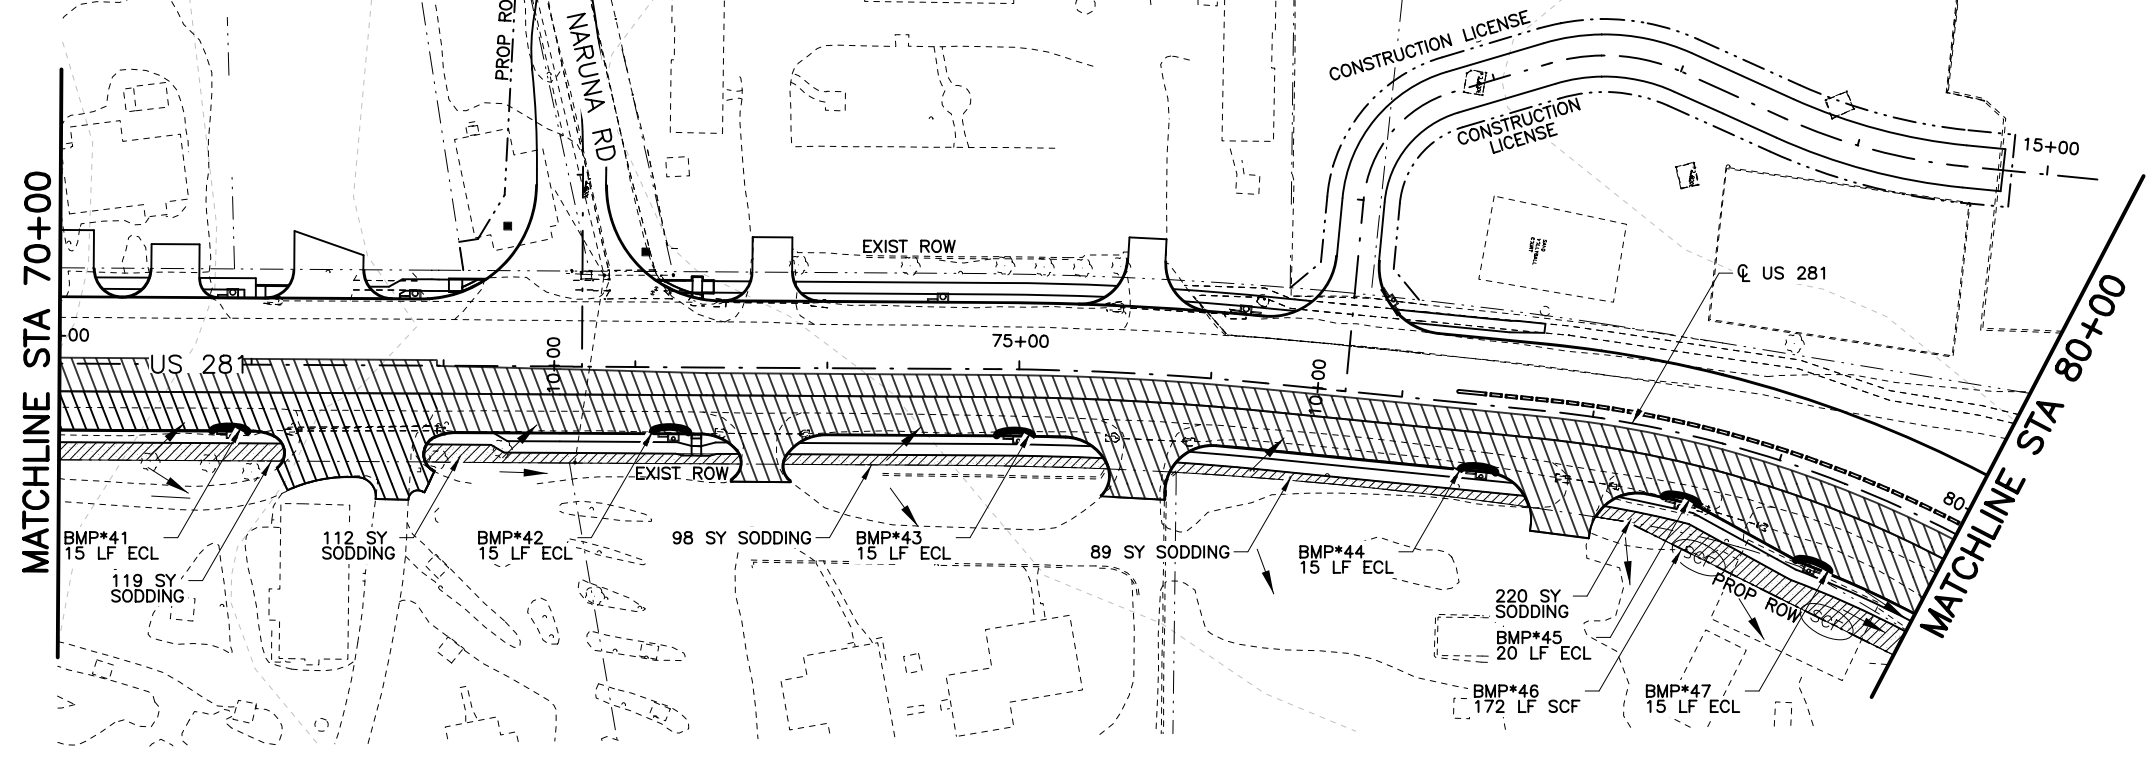 PROP RO
NARUNA RD
CONSTRUCTION LICENSE
CONSTRUCTION
LICENSE
15+00
MATCHLINE STA 70+00
EXIST ROW
℄ US 281
-00
75+00
US 281
10+00
10+00
80+
MATCHLINE STA 80+00
EXIST ROW
BMP*41
15 LF ECL
119 SY
SODDING
112 SY
SODDING
BMP*42
15 LF ECL
98 SY SODDING
BMP*43
15 LF ECL
89 SY SODDING
BMP*44
15 LF ECL
SCF
PROP ROW
SCF
220 SY
SODDING
BMP*45
20 LF ECL
BMP*46
172 LF SCF
BMP*47
15 LF ECL